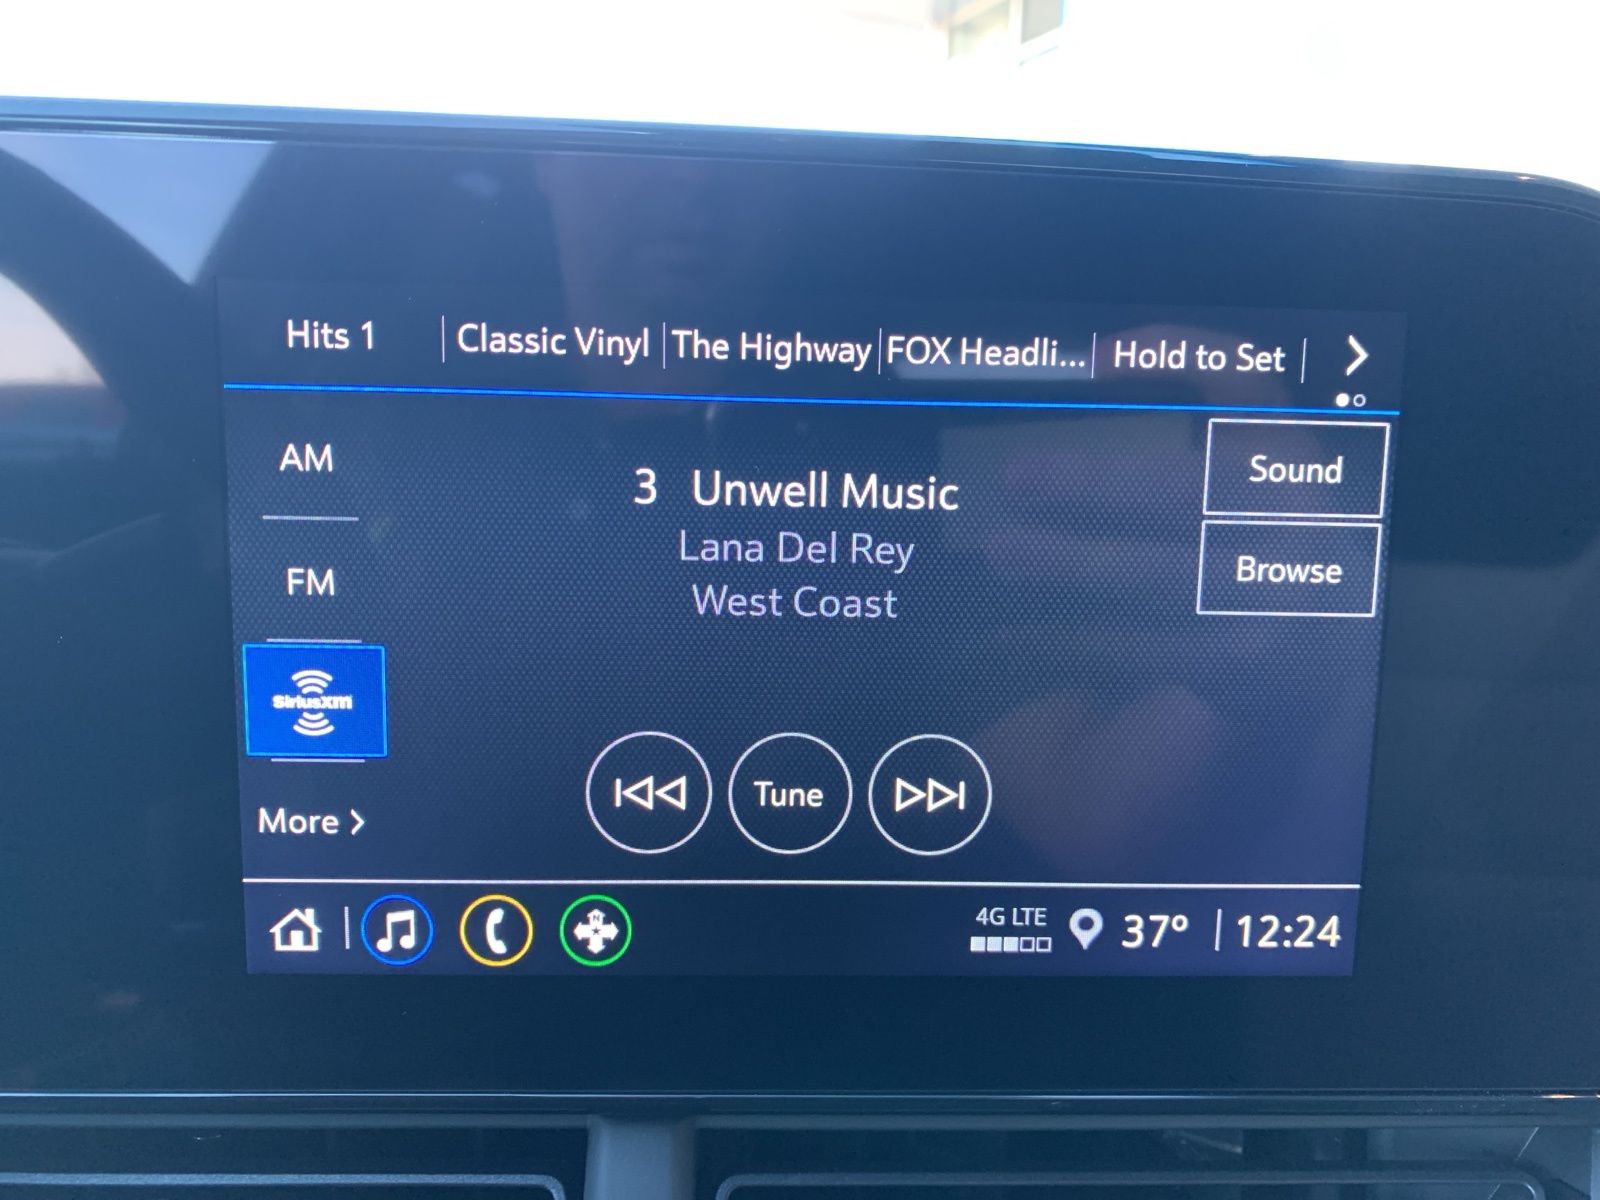 Hits 1 Classic Vinyl The Highway FOX Headli... Hold to Set
AM
3 Unwell Music
Sound
Lana Del Rey
Browse
FM
West Coast
SiriusXM
Tune
More
N
4G LTE
37° 12:24